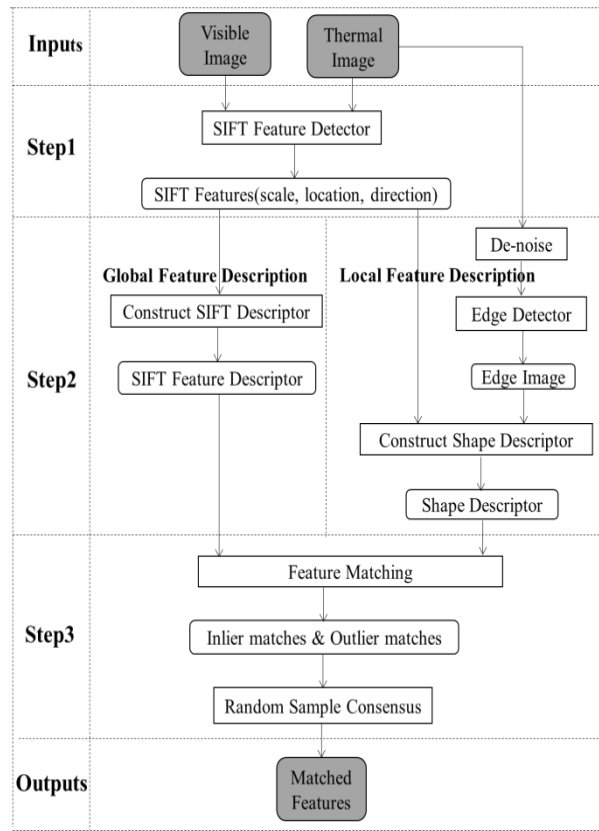 Inputs
Visible
Image
Thermal
Image
Step1
SIFT Feature Detector
SIFT Features(scale, location, direction)
Step2
Global Feature Description
Local Feature Description
De-noise
Construct SIFT Descriptor
Edge Detector
SIFT Feature Descriptor
Edge Image
Construct Shape Descriptor
Shape Descriptor
Step3
Feature Matching
Inlier matches & Outlier matches
Random Sample Consensus
Outputs
Matched
Features